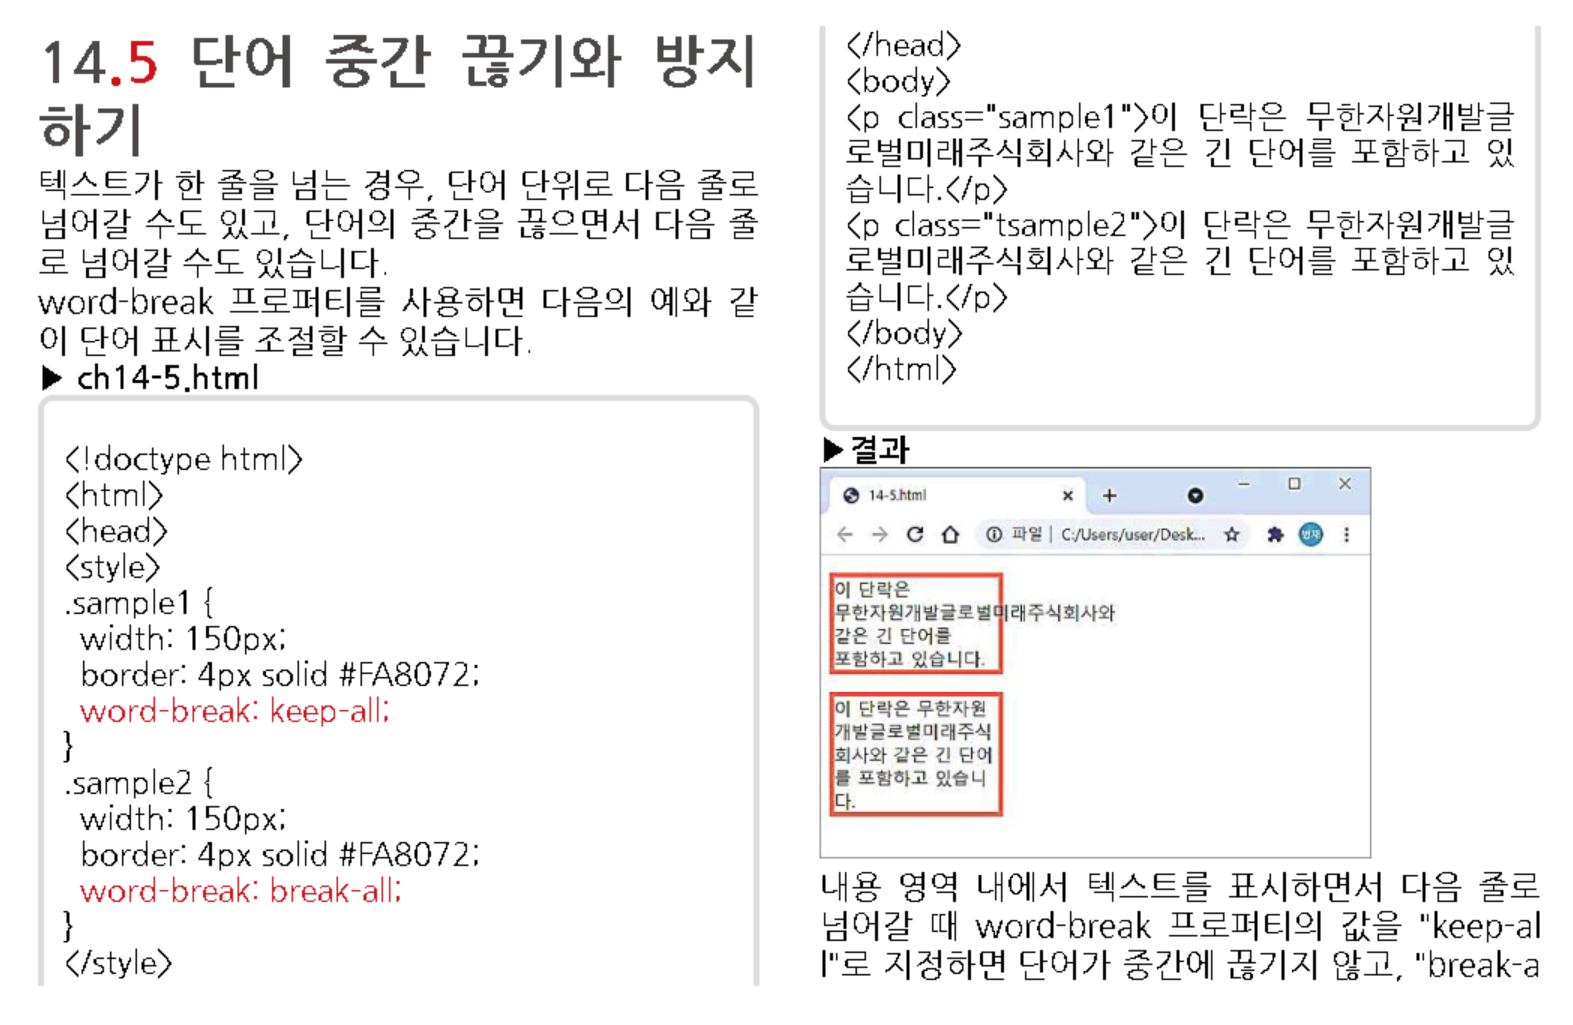 14.5 단어 중간 끊기와 방지
하기
텍스트가 한 줄을 넘는 경우, 단어 단위로 다음 줄로
넘어갈 수도 있고, 단어의 중간을 끊으면서 다음 줄
로 넘어갈 수도 있습니다.
word-break 프로퍼티를 사용하면 다음의 예와 같
이 단어 표시를 조절할 수 있습니다.
▶ ch14-5.html
<!doctype html>
<html>
<head>
<style>
.sample1 {
width: 150px;
border: 4px solid #FA8072;
word-break: keep-all;
}
.sample2 {
width: 150px;
border: 4px solid #FA8072;
word-break: break-all;
}
</style>
</head>
<body>
<p class="sample1">이 단락은 무한자원개발글
로벌미래주식회사와 같은 긴 단어를 포함하고 있
습니다.</p>
<p class="tsample2">이 단락은 무한자원개발글
로벌미래주식회사와 같은 긴 단어를 포함하고 있
습니다.</p>
</body>
</html>
▶결과
14-5.html
파일 | C:/Users/user/Desk...
이 단락은
무한자원개발글로벌미래주식회사와
같은 긴 단어를
포함하고 있습니다.
이 단락은 무한자원
개발글로벌미래주식
회사와 같은 긴 단어
를 포함하고 있습니
다.
내용 영역 내에서 텍스트를 표시하면서 다음 줄로
넘어갈 때 word-break 프로퍼티의 값을 "keep-al
l"로 지정하면 단어가 중간에 끊기지 않고, "break-a